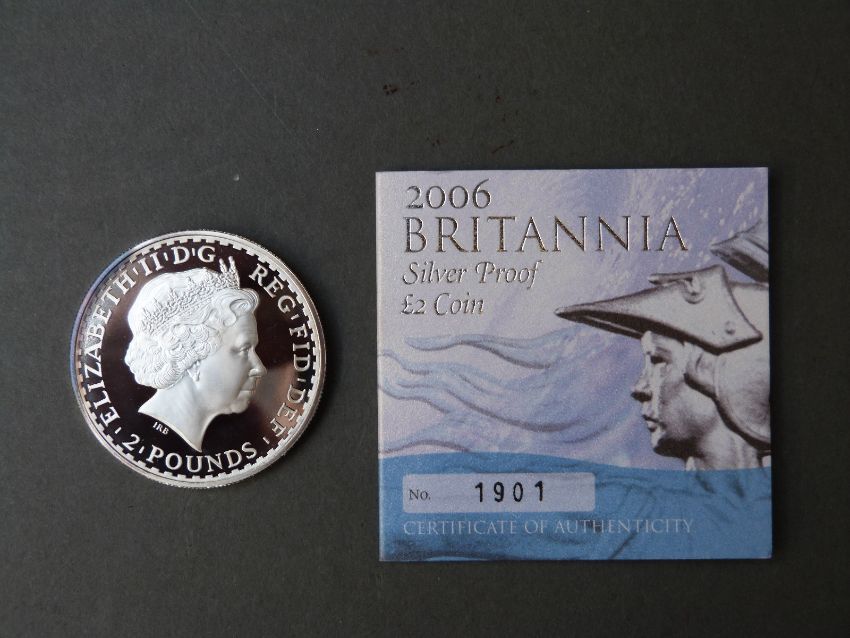 ELIZABETH·II·D·G REG·FID·DEF
2 POUNDS
IRB
2006
BRITANNIA
Silver Proof
£2 Coin
No. 1901
CERTIFICATE OF AUTHENTICITY